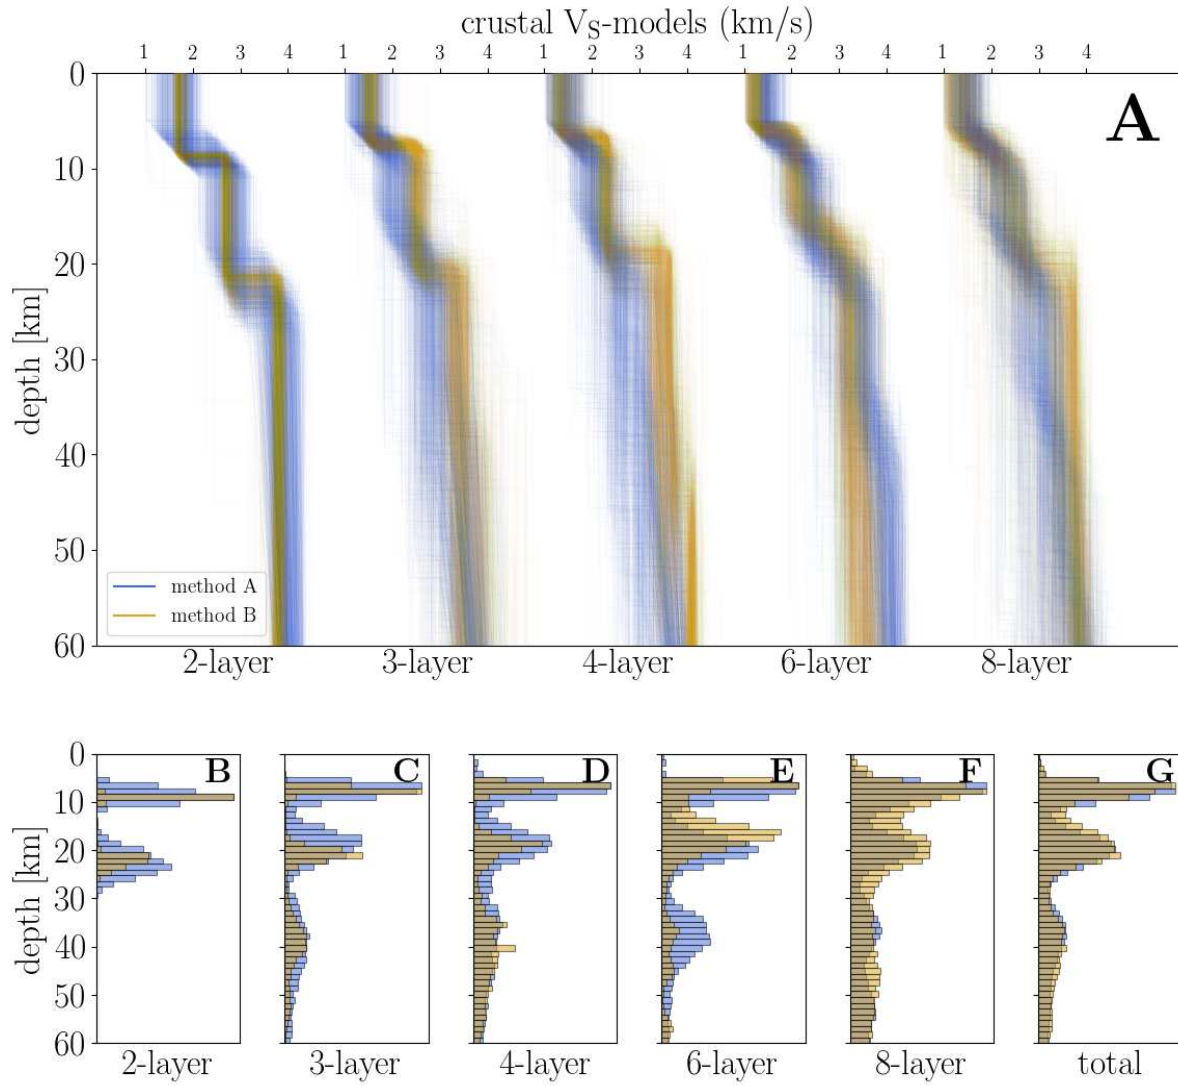 crustal VS-models (km/s)
1 2 3 4 1 2 3 4 1 2 3 4 1 2 3 4 1 2 3 4
0
A
10
20
depth [km]
30
40
50
method A
method B
60
2-layer 3-layer 4-layer 6-layer 8-layer
0
B C D E F G
10
20
depth [km]
30
40
50
60
2-layer 3-layer 4-layer 6-layer 8-layer total